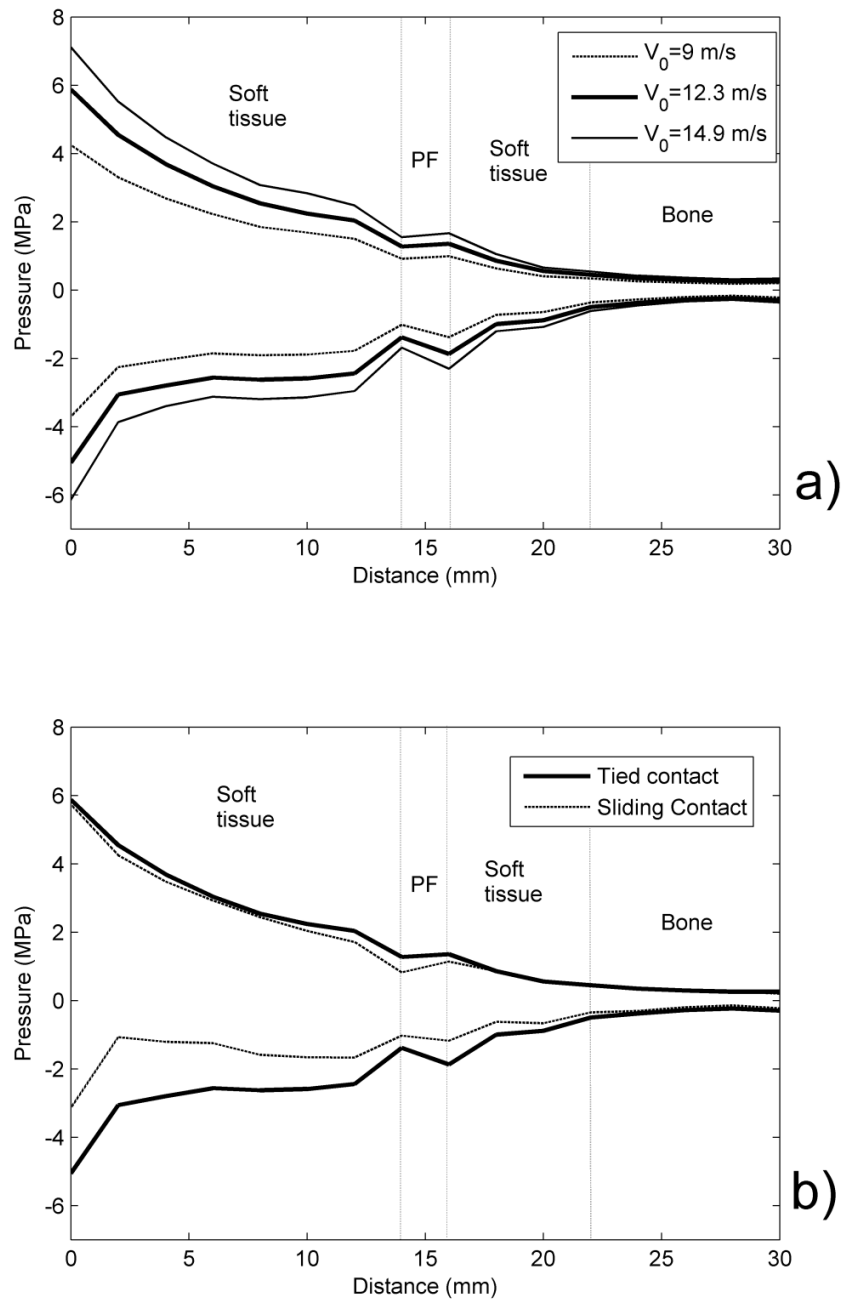 8
6
4
2
0
-2
-4
-6
Pressure (MPa)
Soft
tissue
PF
Soft
tissue
Bone
V0=9 m/s
V0=12.3 m/s
V0=14.9 m/s
0 5 10 15 20 25 30
Distance (mm)
a)
8
6
4
2
0
-2
-4
-6
Pressure (MPa)
Soft
tissue
PF
Soft
tissue
Bone
Tied contact
Sliding Contact
0 5 10 15 20 25 30
Distance (mm)
b)